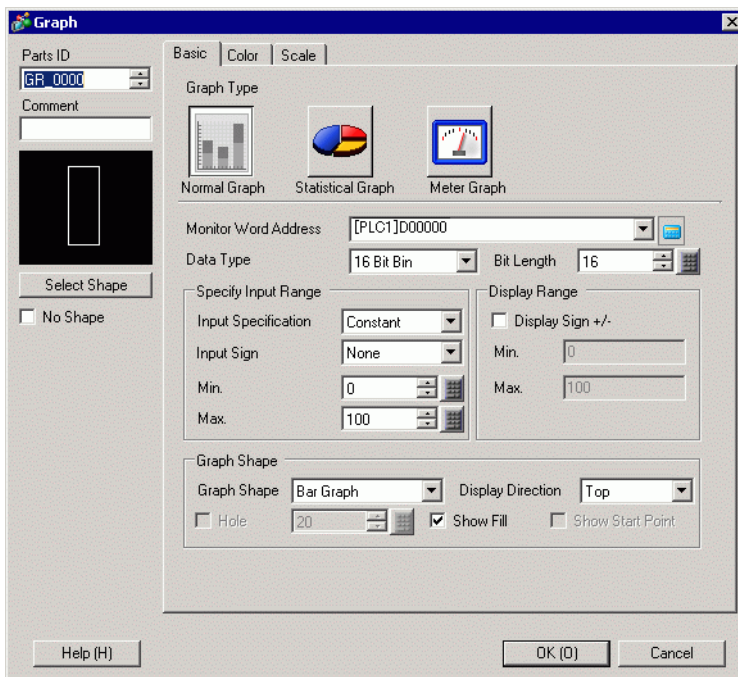 Graph
Parts ID
GR_0000
Comment
Select Shape
No Shape
Basic Color Scale
Graph Type
Normal Graph Statistical Graph Meter Graph
Monitor Word Address [PLC1]D00000
Data Type 16 Bit Bin Bit Length 16
Specify Input Range Display Range
Input Specification Constant Display Sign +/-
Input Sign None Min. 0
Min. 0 Max. 100
Max. 100
Graph Shape
Graph Shape Bar Graph Display Direction Top
Hole 20 Show Fill Show Start Point
Help (H) OK (O) Cancel